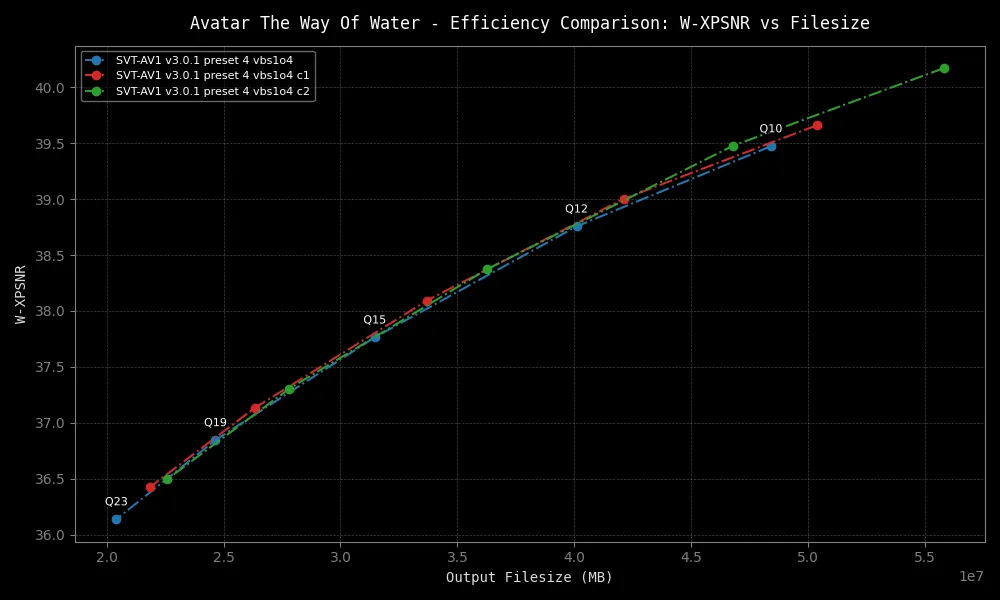 Avatar The Way Of Water - Efficiency Comparison: W-XPSNR vs Filesize
SVT-AV1 v3.0.1 preset 4 vbs1o4
SVT-AV1 v3.0.1 preset 4 vbs1o4 c1
SVT-AV1 v3.0.1 preset 4 vbs1o4 c2
40.0
39.5
39.0
38.5
38.0
37.5
37.0
36.5
36.0
W-XPSNR
Q10
Q12
Q15
Q19
Q23
2.0
2.5
3.0
3.5
4.0
4.5
5.0
5.5
1e7
Output Filesize (MB)